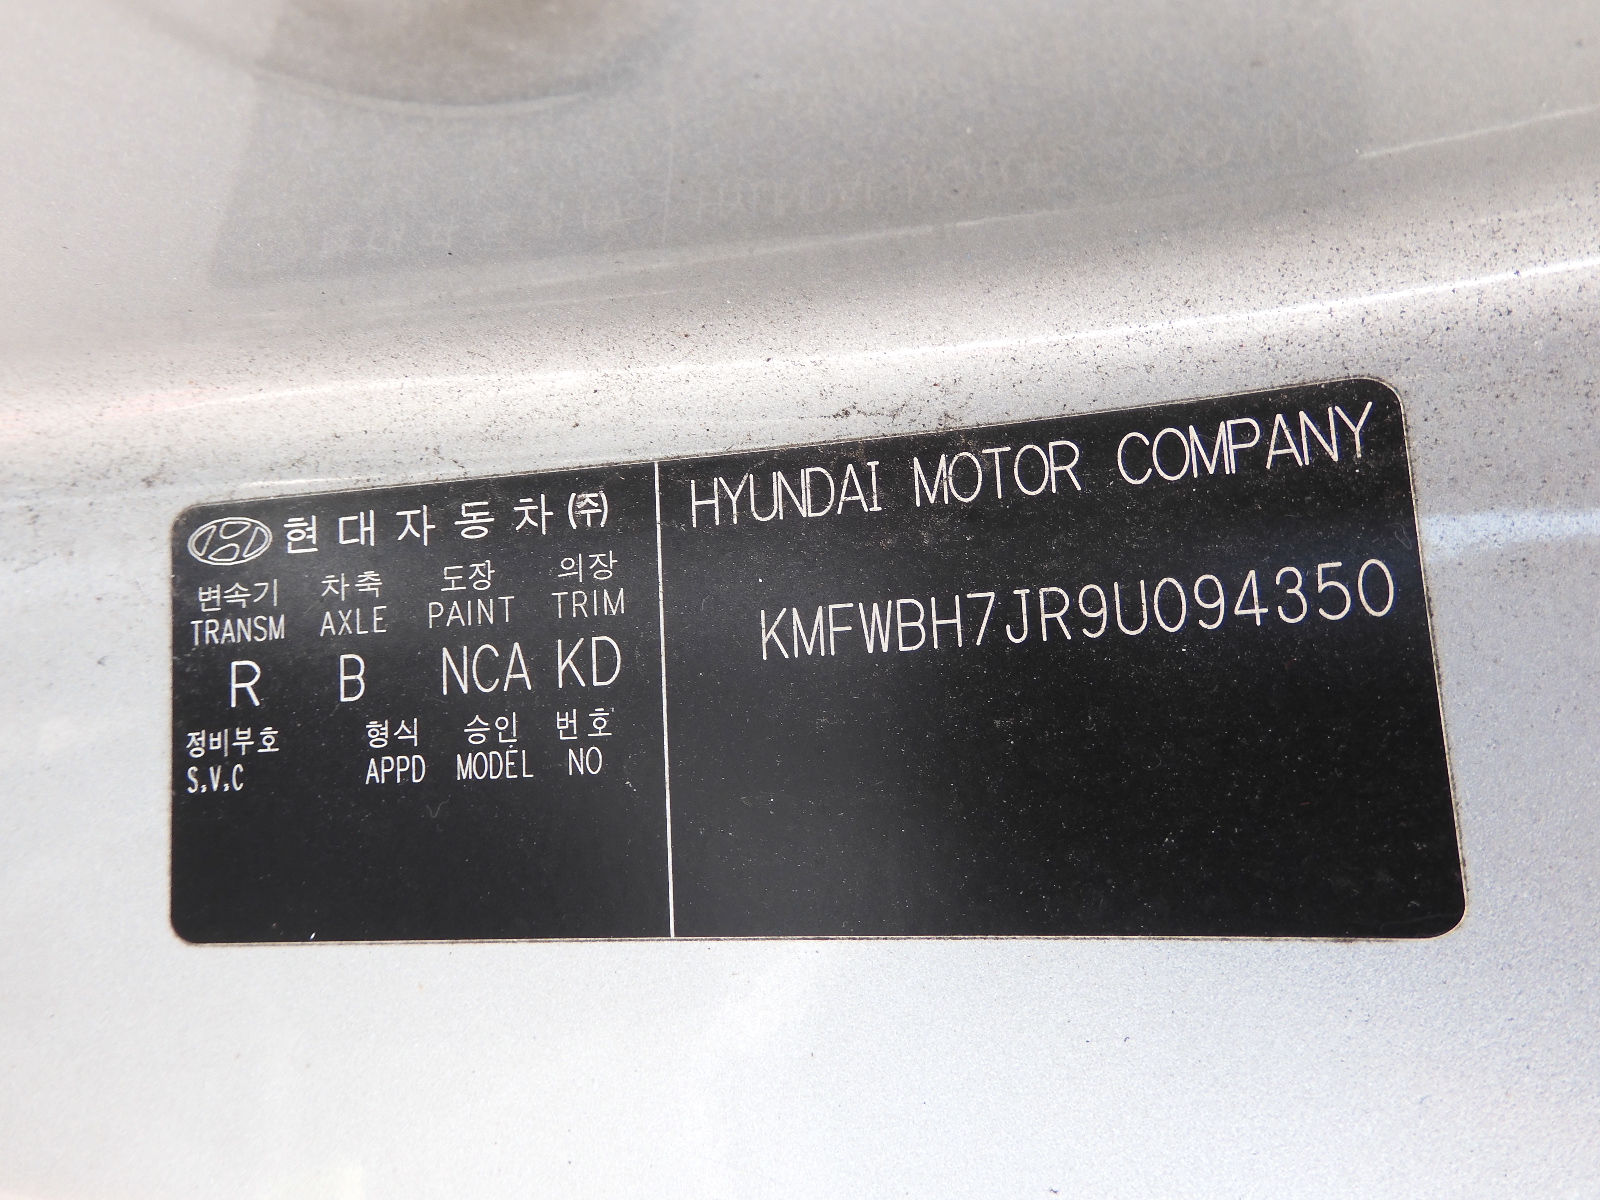 현대자동차(주)
변속기 차축 도장 의장
TRANSM AXLE PAINT TRIM
R B NCA KD
정비부호 형식 승인 번호
S.V.C APPD MODEL NO
HYUNDAI MOTOR COMPANY
KMFWBH7JR9U094350